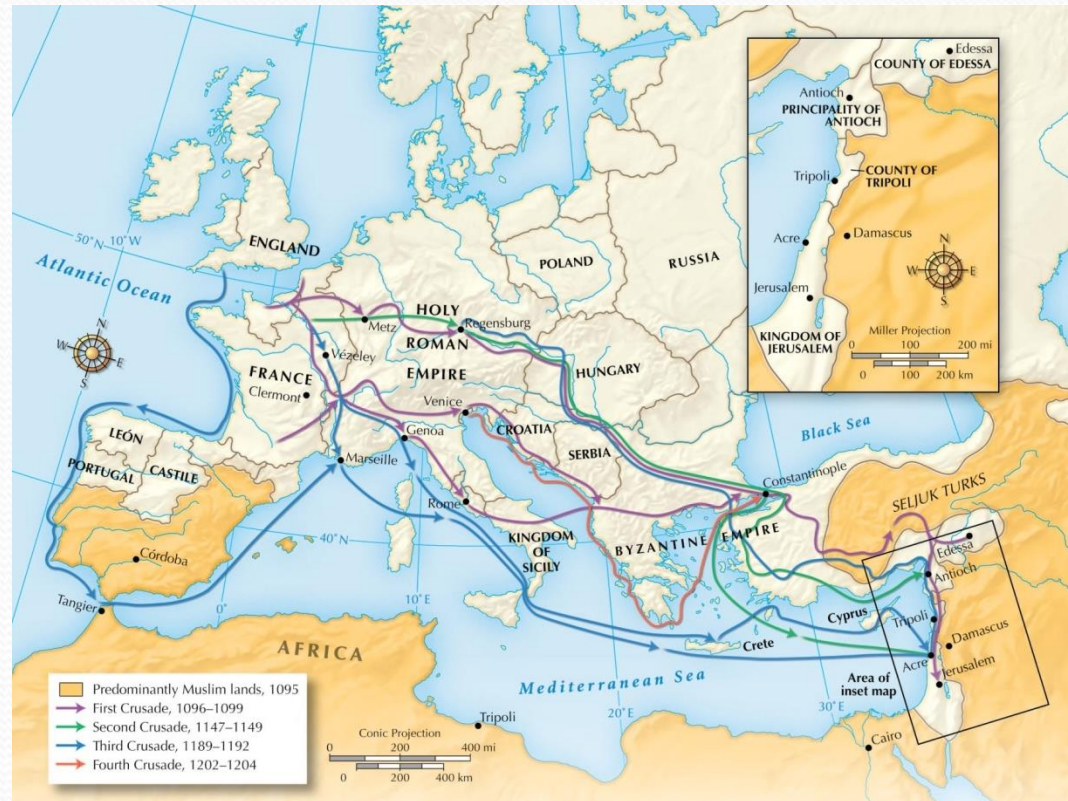 50°N
10°W
Atlantic Ocean
N
W
E
S
ENGLAND
POLAND
RUSSIA
HOLY
ROMAN
EMPIRE
Metz
Regensburg
Vézeley
FRANCE
Clermont
HUNGARY
Venice
Genoa
CROATIA
SERBIA
Marseille
Rome
LEÓN
PORTUGAL
CASTILE
Córdoba
Tangier
40°N
0°
10°E
20°E
30°E
KINGDOM
OF
SICILY
BYZANTINE EMPIRE
Constantinople
Black Sea
SELJUK TURKS
Edessa
Antioch
Cyprus
Tripoli
Damascus
Acre
Jerusalem
Crete
Area of
inset map
Mediterranean Sea
AFRICA
Tripoli
Cairo
Conic Projection
0 200 400 mi
0 200 400 km
Predominantly Muslim lands, 1095
First Crusade, 1096–1099
Second Crusade, 1147–1149
Third Crusade, 1189–1192
Fourth Crusade, 1202–1204
Edessa
COUNTY OF EDESSA
Antioch
PRINCIPALITY OF
ANTIOCH
COUNTY OF
TRIPOLI
Tripoli
Acre
Damascus
N
W
E
S
Jerusalem
KINGDOM OF
JERUSALEM
Miller Projection
0 100 200 mi
0 100 200 km